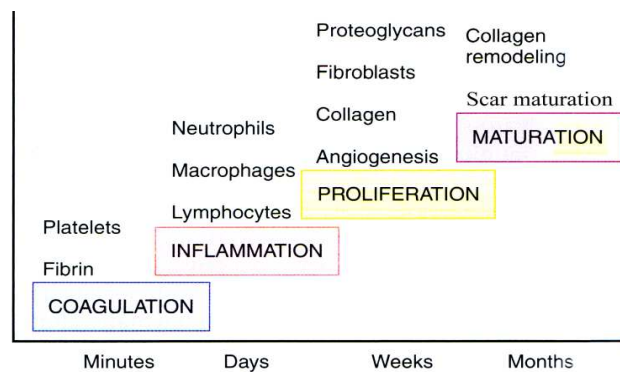 Proteoglycans
Fibroblasts
Collagen
Angiogenesis
PROLIFERATION
Collagen
remodeling
Scar maturation
MATURATION
Neutrophils
Macrophages
Lymphocytes
INFLAMMATION
Platelets
Fibrin
COAGULATION
Minutes
Days
Weeks
Months